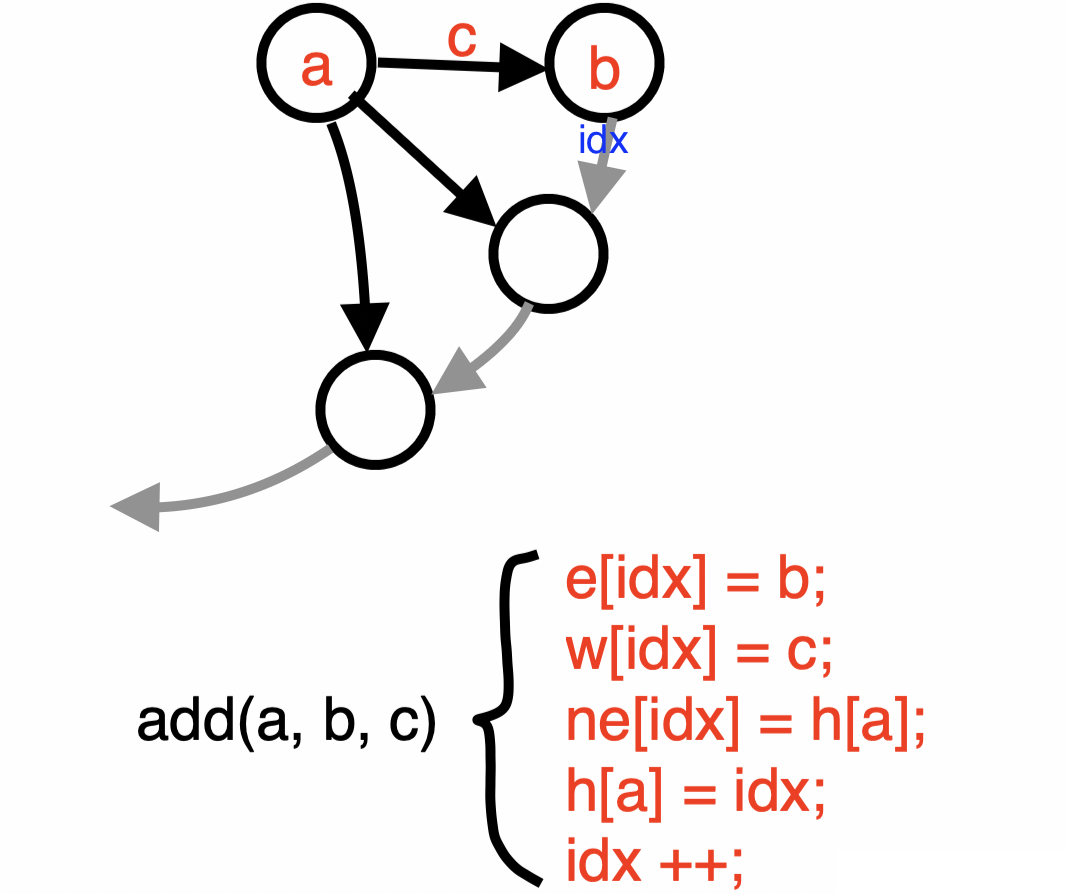 a
c
b
idx
e[idx] = b;
w[idx] = c;
add(a, b, c)
ne[idx] = h[a];
h[a] = idx;
idx ++;